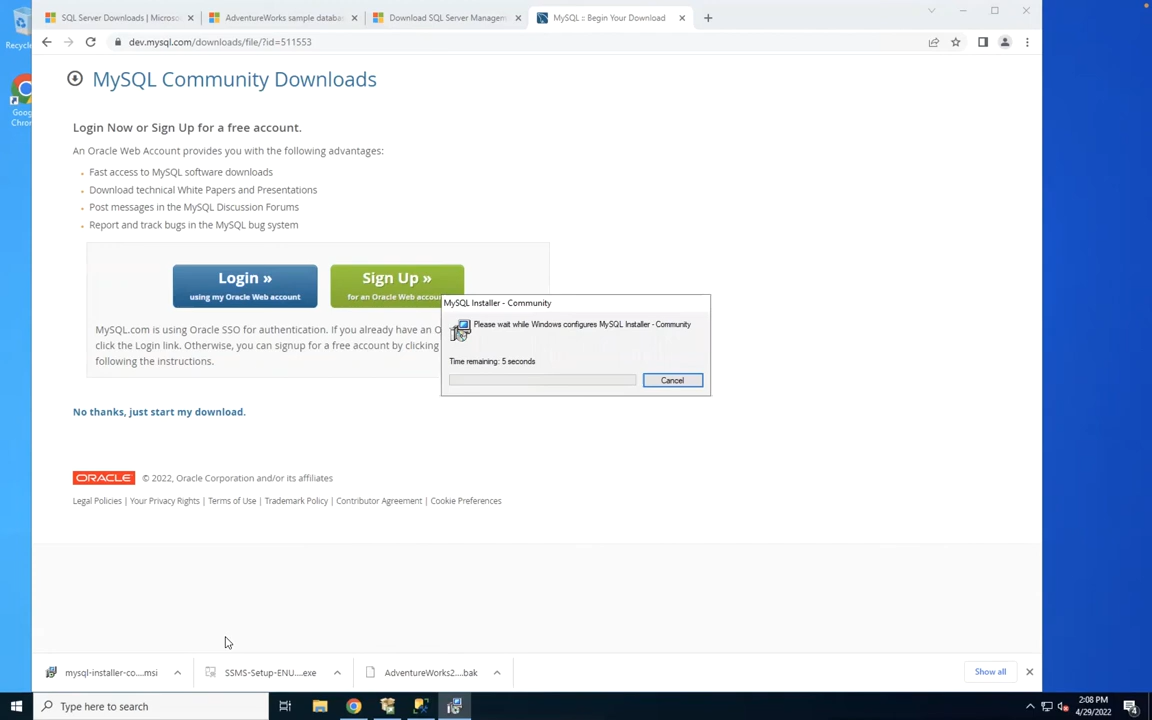 SQL Server Downloads | Microso
AdventureWorks sample databas
Download SQL Server Managem
MySQL :: Begin Your Download
dev.mysql.com/downloads/file/?id=511553
Recycle
Goog
Chrom
MySQL Community Downloads
Login Now or Sign Up for a free account.
An Oracle Web Account provides you with the following advantages:
Fast access to MySQL software downloads
Download technical White Papers and Presentations
Post messages in the MySQL Discussion Forums
Report and track bugs in the MySQL bug system
Login »
using my Oracle Web account
Sign Up »
for an Oracle Web accou
MySQL.com is using Oracle SSO for authentication. If you already have an O
click the Login link. Otherwise, you can signup for a free account by clicking
following the instructions.
MySQL Installer - Community
Please wait while Windows configures MySQL Installer - Community
Time remaining: 5 seconds
Cancel
No thanks, just start my download.
ORACLE © 2022, Oracle Corporation and/or its affiliates
Legal Policies | Your Privacy Rights | Terms of Use | Trademark Policy | Contributor Agreement | Cookie Preferences
mysql-installer-co....msi
SSMS-Setup-ENU....exe
AdventureWorks2....bak
Show all
Type here to search
2:08 PM
4/29/2022
4